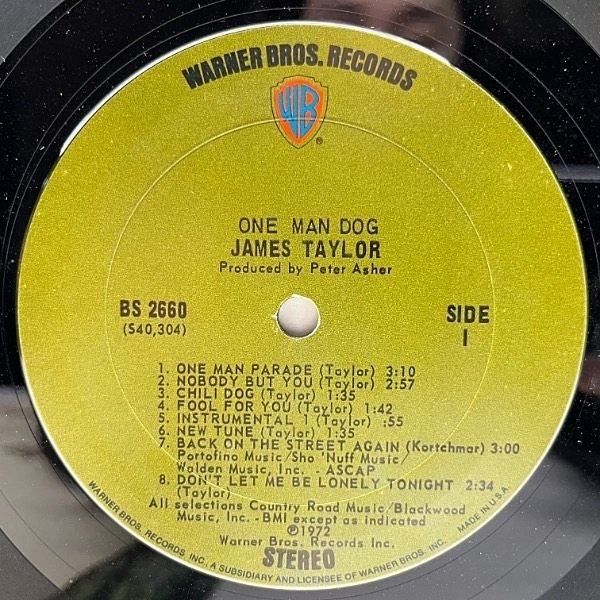 WARNER BROS. RECORDS
WB
®
ONE MAN DOG
JAMES TAYLOR
Produced by Peter Asher
BS 2660
(S40,304)
SIDE
1
1. ONE MAN PARADE (Taylor) 3:10
2. NOBODY BUT YOU (Taylor) 2:57
3. CHILI DOG (Taylor) 1:35
4. FOOL FOR YOU (Taylor) 1:42
5. INSTRUMENTAL 1 (Taylor) :55
6. NEW TUNE (Taylor) 1:35
7. BACK ON THE STREET AGAIN (Kortchmar) 3:00
Portofino Music/Sho 'Nuff Music/
Walden Music, Inc. - ASCAP
8. DON'T LET ME BE LONELY TONIGHT 2:34
(Taylor)
All selections Country Road Music/Blackwood
Music, Inc. - BMI except as indicated
℗1972
Warner Bros. Records Inc.
STEREO
WARNER BROS. RECORDS INC. A SUBSIDIARY AND LICENSEE OF WARNER BROS. INC. MADE IN U.S.A.